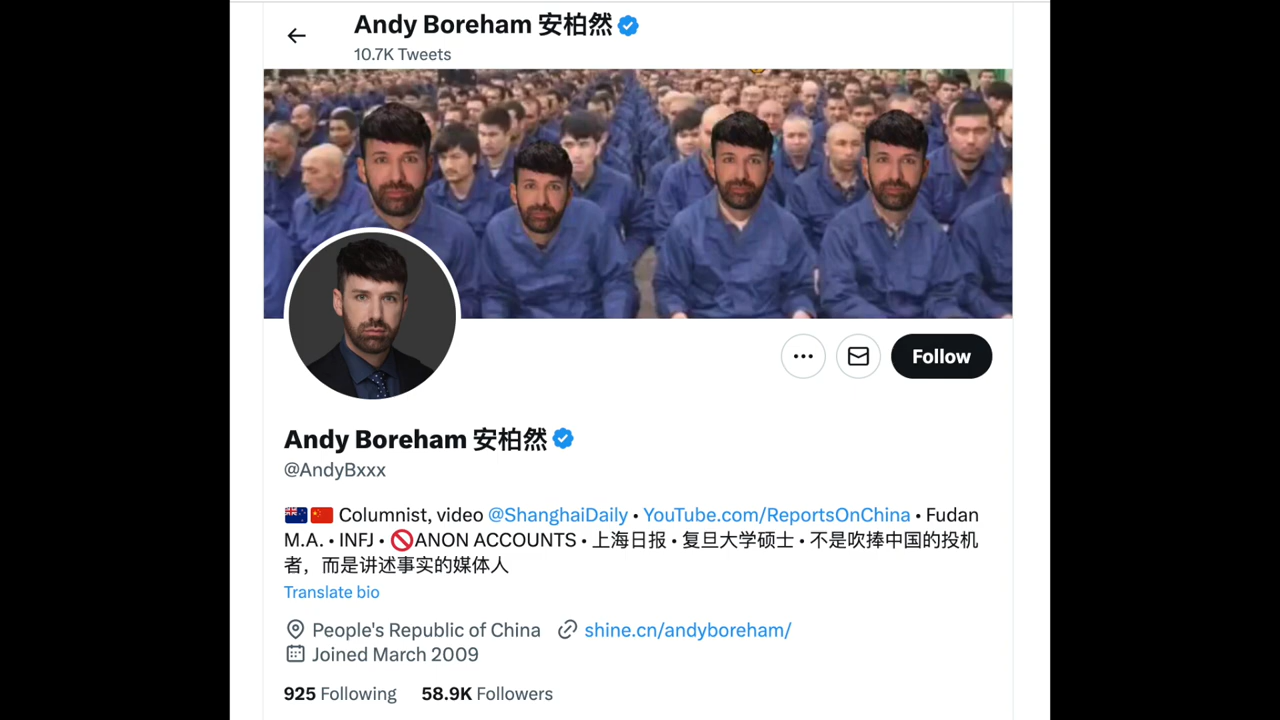 Andy Boreham 安柏然
10.7K Tweets
Follow
Andy Boreham 安柏然
@AndyBxxx
🇳🇿🇨🇳 Columnist, video @ShanghaiDaily • YouTube.com/ReportsOnChina • Fudan
M.A. • INFJ • 🚫ANON ACCOUNTS • 上海日报 • 复旦大学硕士 • 不是吹捧中国的投机
者，而是讲述事实的媒体人
Translate bio
People's Republic of China shine.cn/andyboreham/
Joined March 2009
925 Following 58.9K Followers